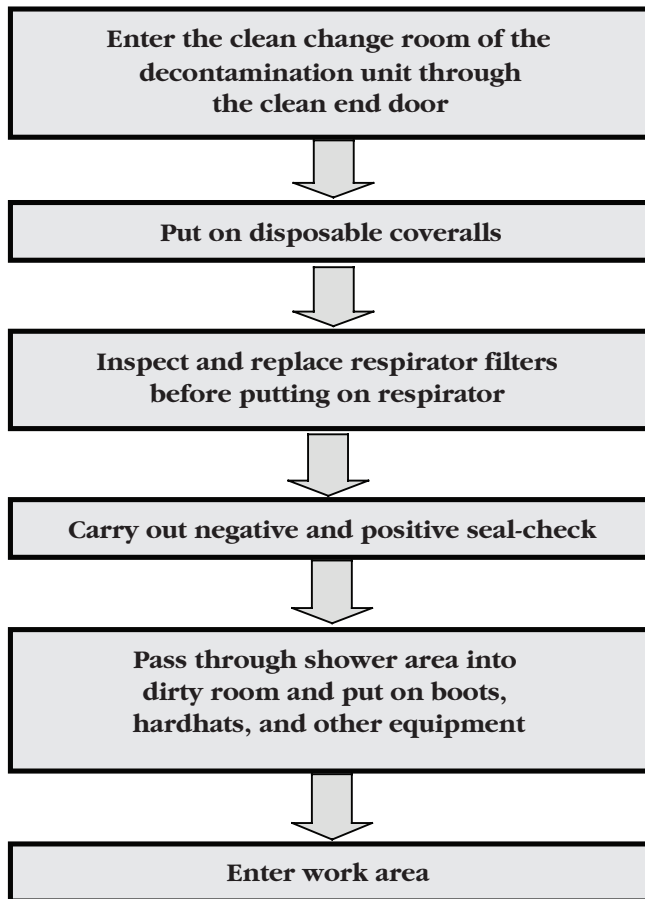 Enter the clean change room of the
decontamination unit through
the clean end door
Put on disposable coveralls
Inspect and replace respirator filters
before putting on respirator
Carry out negative and positive seal-check
Pass through shower area into
dirty room and put on boots,
hardhats, and other equipment
Enter work area